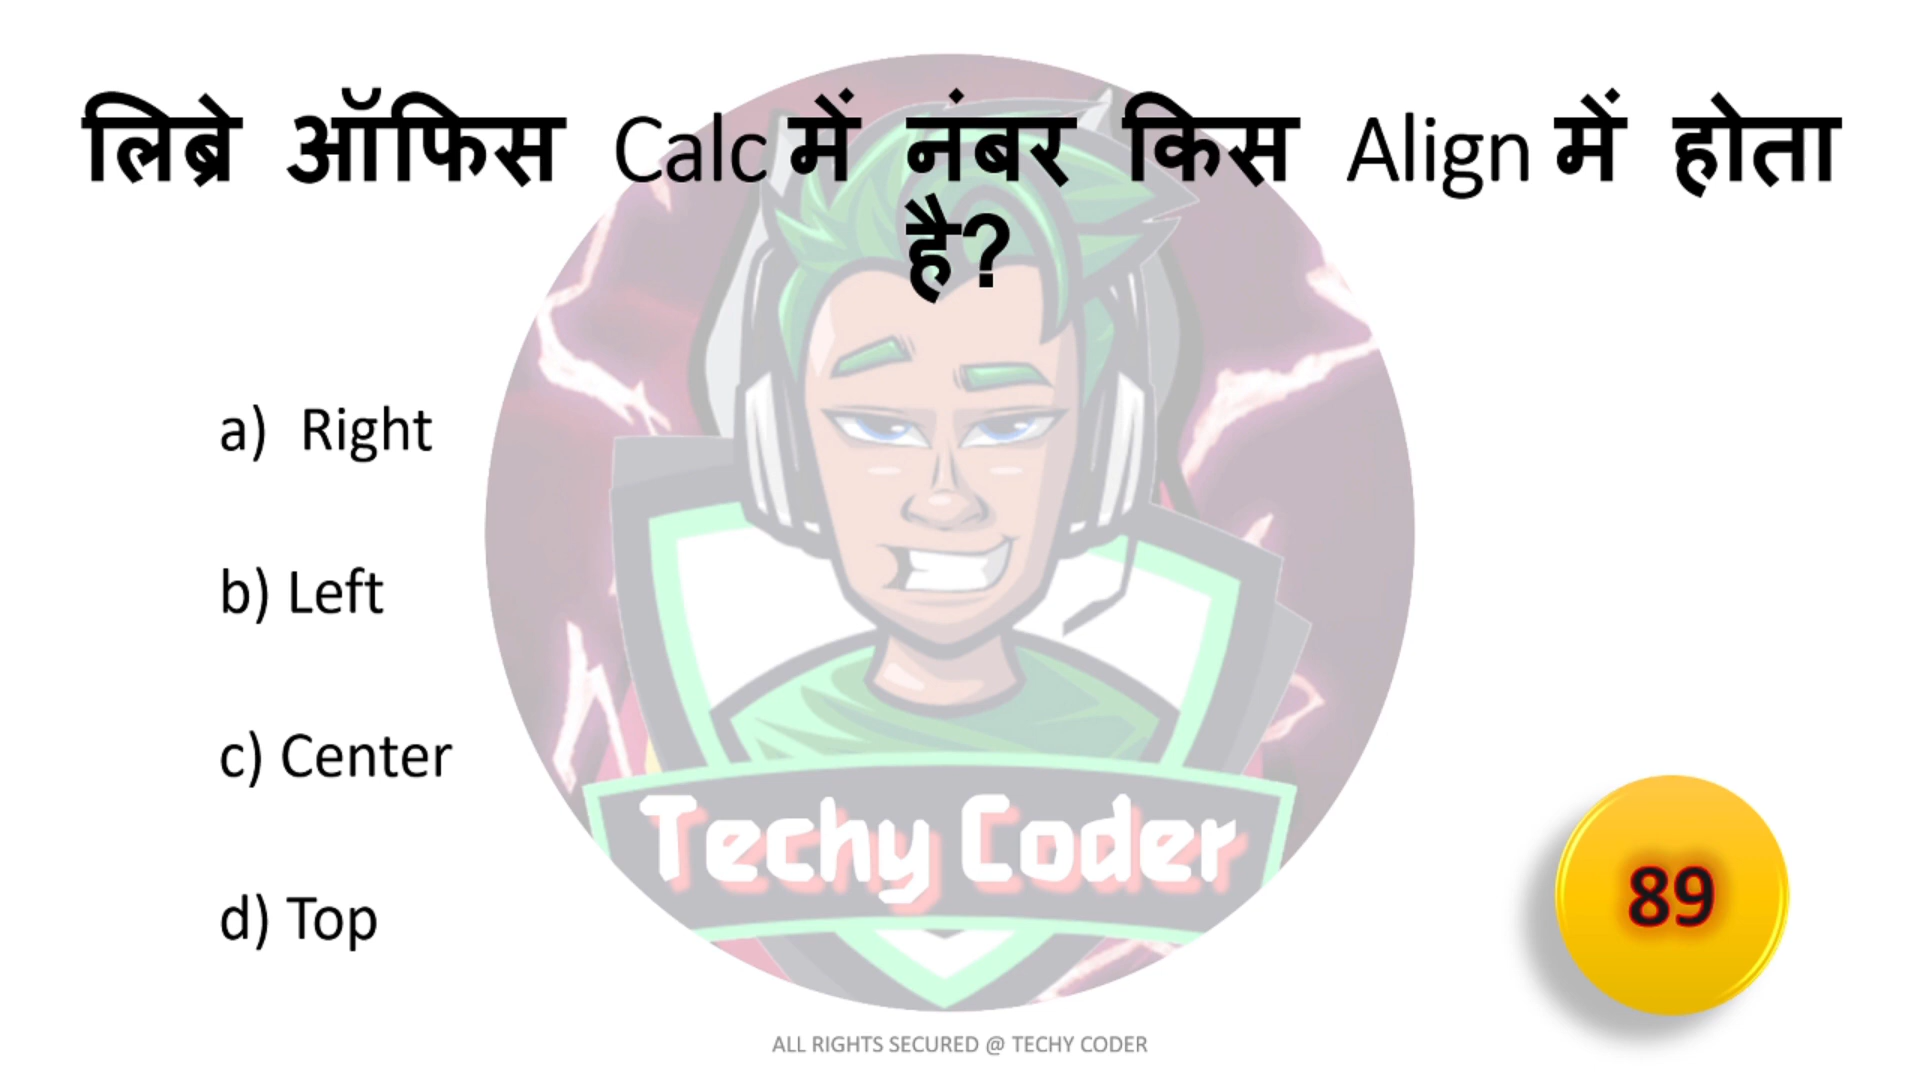 लिब्रे ऑफिस Calc में नंबर किस Align में होता
है?
a) Right
b) Left
c) Center
d) Top
Techy Coder
89
ALL RIGHTS SECURED @ TECHY CODER